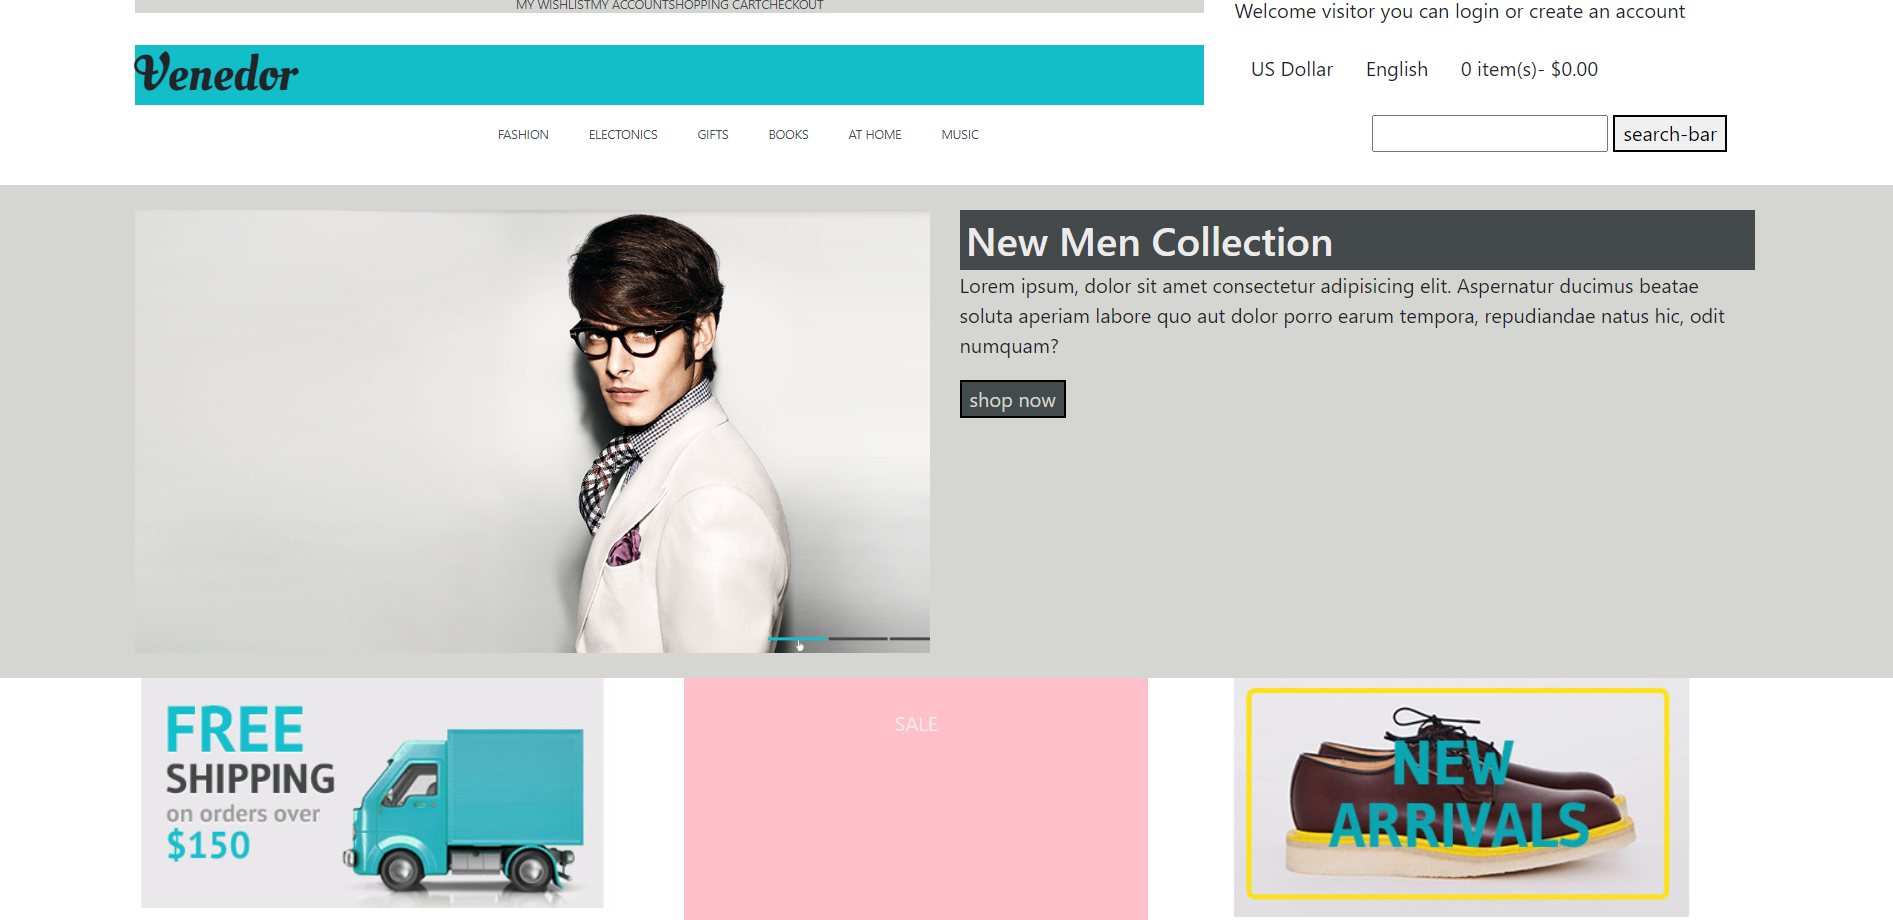 MY WISHLISTMY ACCOUNTSHOPPING CARTCHECKOUT
Welcome visitor you can login or create an account
Venedor
US Dollar English 0 item(s)- $0.00
FASHION ELECTONICS GIFTS BOOKS AT HOME MUSIC
search-bar
New Men Collection
Lorem ipsum, dolor sit amet consectetur adipisicing elit. Aspernatur ducimus beatae
soluta aperiam labore quo aut dolor porro earum tempora, repudiandae natus hic, odit
numquam?
shop now
FREE
SHIPPING
on orders over
$150
SALE
NEW
ARRIVALS